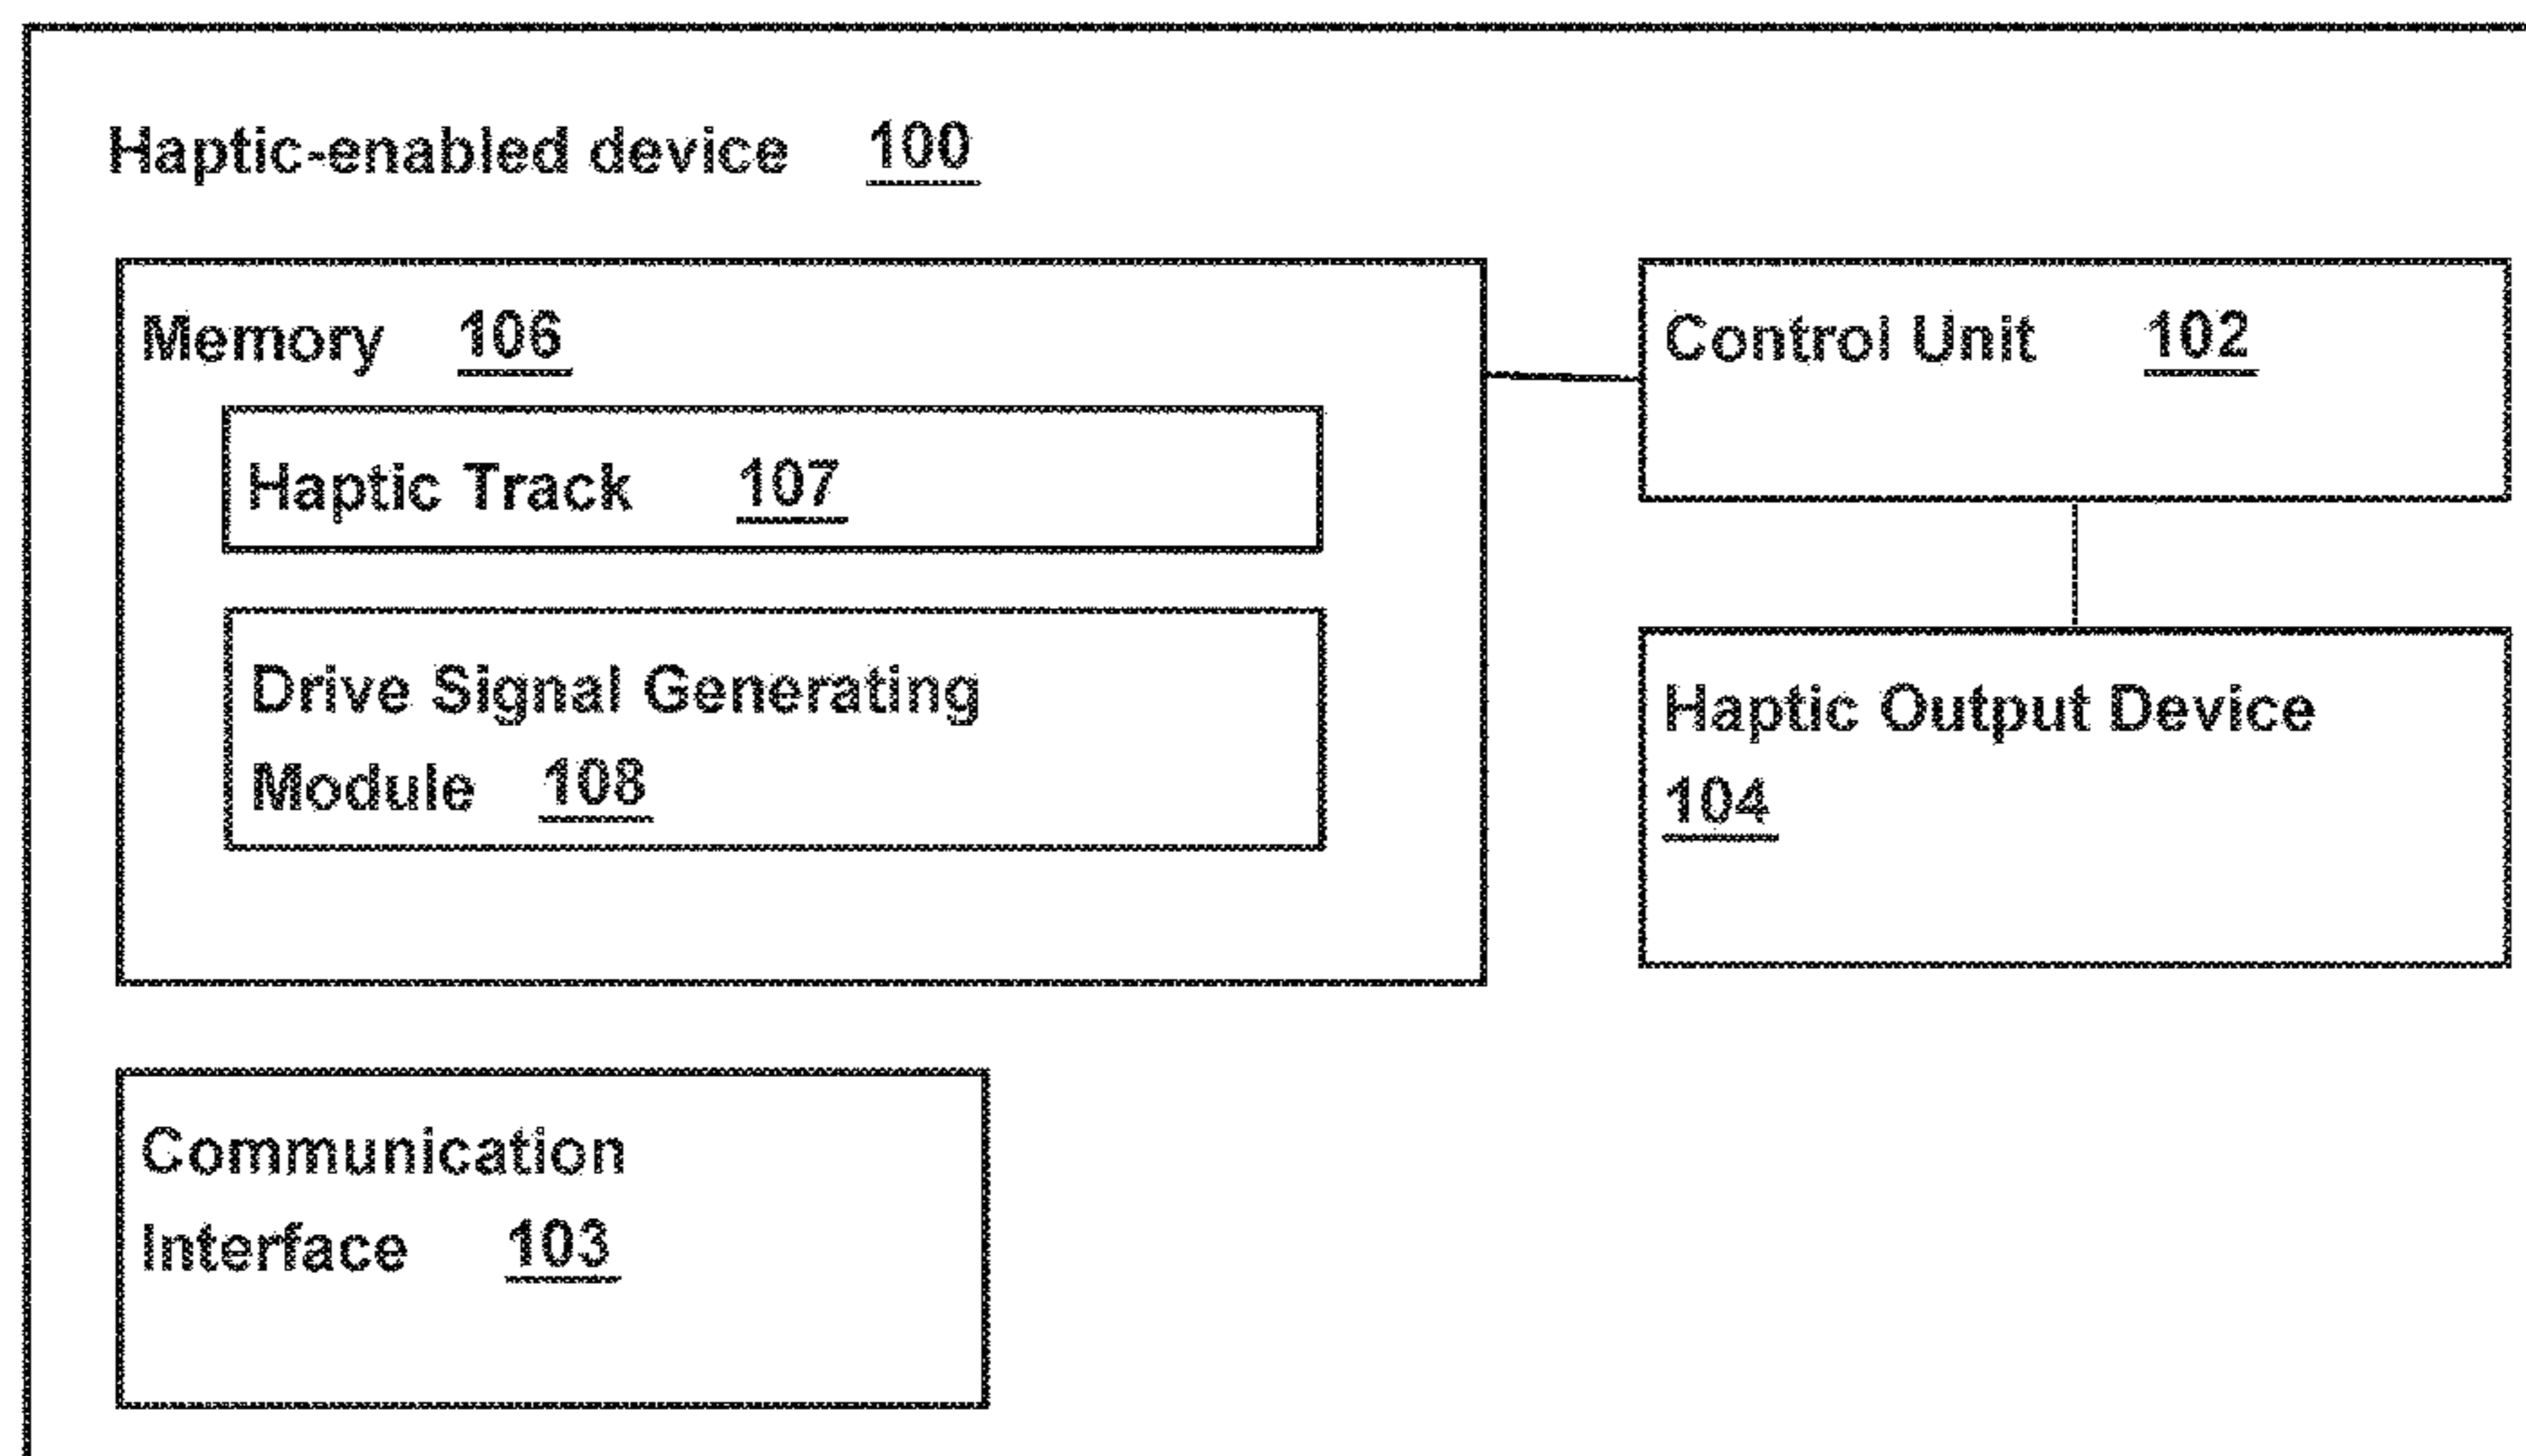 Haptic-enabled device 100
Memory 106
Haptic Track 107
Drive Signal Generating
Module 108
Control Unit 102
Haptic Output Device
104
Communication
Interface 103